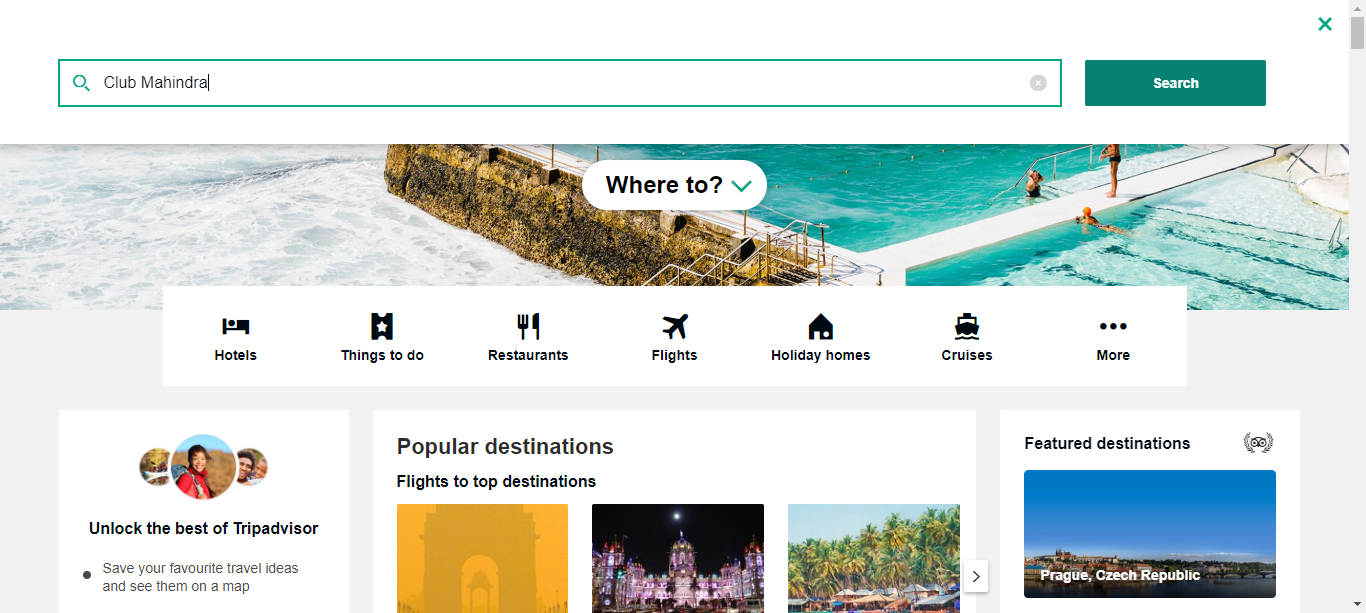 Club Mahindra
Search
Where to?
Hotels
Things to do
Restaurants
Flights
Holiday homes
Cruises
More
Unlock the best of Tripadvisor
Save your favourite travel ideas
and see them on a map
Popular destinations
Flights to top destinations
Featured destinations
Prague, Czech Republic